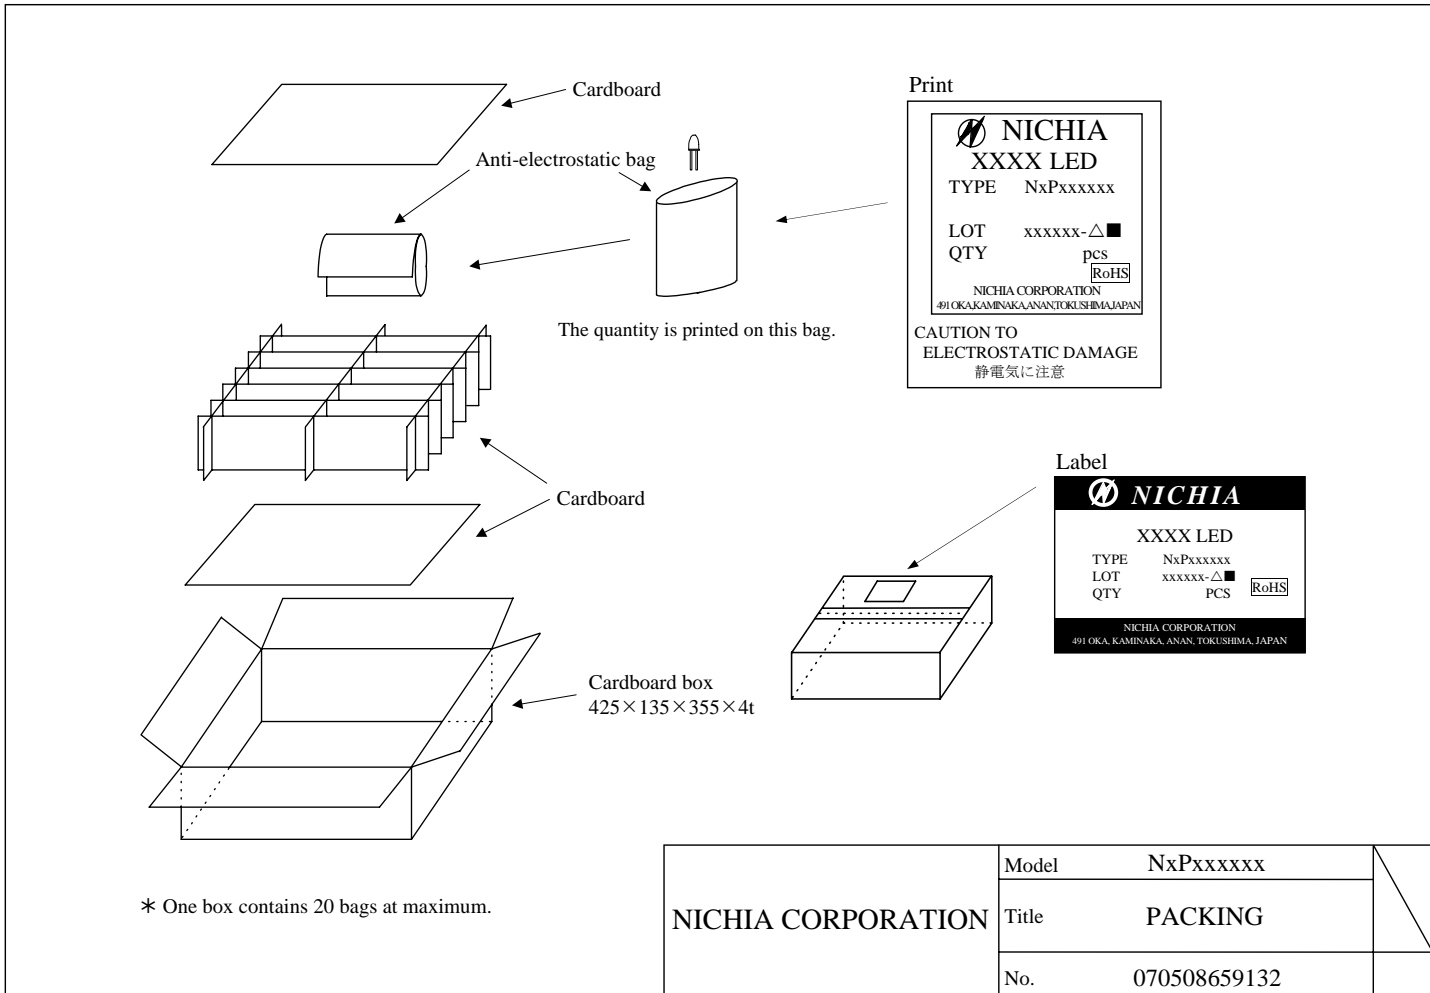 Cardboard
Anti-electrostatic bag
The quantity is printed on this bag.
Print
NICHIA
XXXX LED
TYPE NxPxxxxxx
LOT xxxxxx-△■
QTY pcs
RoHS
NICHIA CORPORATION
491 OKA,KAMINAKA,ANAN,TOKUSHIMA,JAPAN
CAUTION TO
ELECTROSTATIC DAMAGE
静電気に注意
Cardboard
Label
NICHIA
XXXX LED
TYPE NxPxxxxxx
LOT xxxxxx-△■
QTY PCS
RoHS
NICHIA CORPORATION
491 OKA, KAMINAKA, ANAN, TOKUSHIMA, JAPAN
Cardboard box
425×135×355×4t
* One box contains 20 bags at maximum.
NICHIA CORPORATION
Model NxPxxxxxx
Title PACKING
No. 070508659132